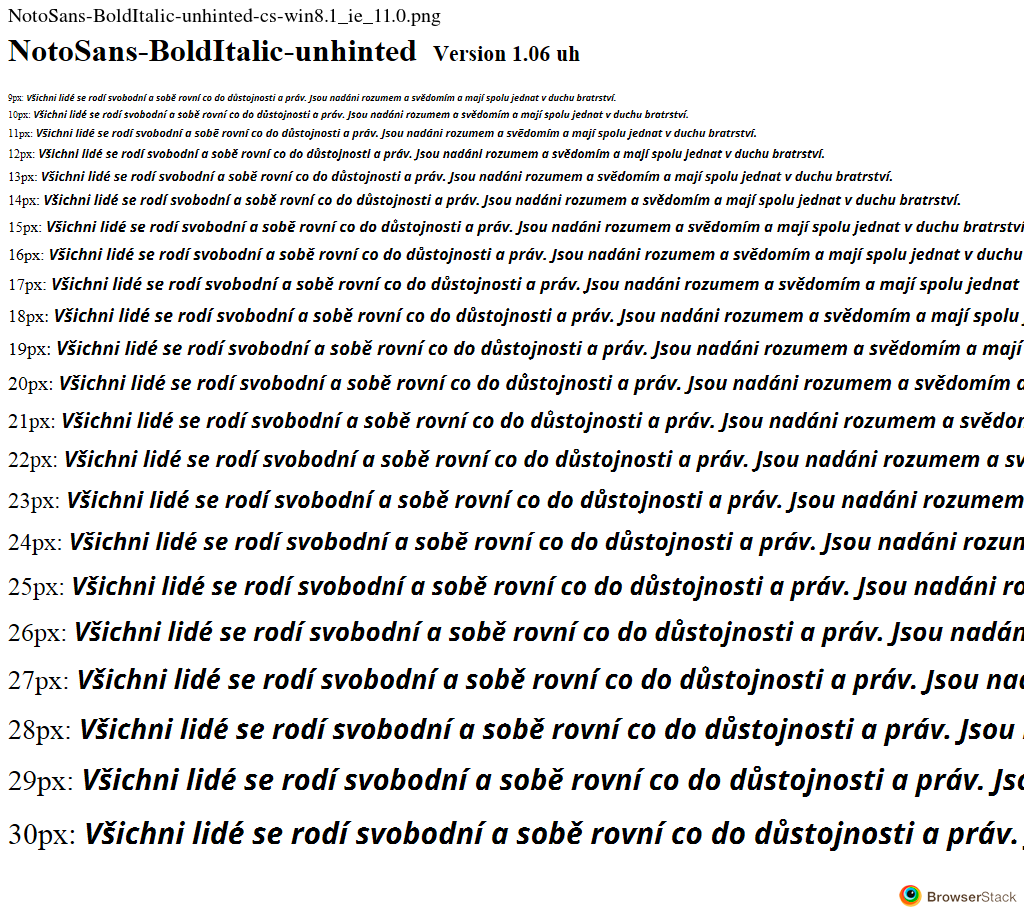 NotoSans-BoldItalic-unhinted-cs-win8.1_ie_11.0.png
NotoSans-BoldItalic-unhinted Version 1.06 uh
9px: Všichni lidé se rodí svobodní a sobě rovní co do důstojnosti a práv. Jsou nadáni rozumem a svědomím a mají spolu jednat v duchu bratrství.
10px: Všichni lidé se rodí svobodní a sobě rovní co do důstojnosti a práv. Jsou nadáni rozumem a svědomím a mají spolu jednat v duchu bratrství.
11px: Všichni lidé se rodí svobodní a sobě rovní co do důstojnosti a práv. Jsou nadáni rozumem a svědomím a mají spolu jednat v duchu bratrství.
12px: Všichni lidé se rodí svobodní a sobě rovní co do důstojnosti a práv. Jsou nadáni rozumem a svědomím a mají spolu jednat v duchu bratrství.
13px: Všichni lidé se rodí svobodní a sobě rovní co do důstojnosti a práv. Jsou nadáni rozumem a svědomím a mají spolu jednat v duchu bratrství.
14px: Všichni lidé se rodí svobodní a sobě rovní co do důstojnosti a práv. Jsou nadáni rozumem a svědomím a mají spolu jednat v duchu bratrství.
15px: Všichni lidé se rodí svobodní a sobě rovní co do důstojnosti a práv. Jsou nadáni rozumem a svědomím a mají spolu jednat v duchu bratrství
16px: Všichni lidé se rodí svobodní a sobě rovní co do důstojnosti a práv. Jsou nadáni rozumem a svědomím a mají spolu jednat v duchu
17px: Všichni lidé se rodí svobodní a sobě rovní co do důstojnosti a práv. Jsou nadáni rozumem a svědomím a mají spolu jednat
18px: Všichni lidé se rodí svobodní a sobě rovní co do důstojnosti a práv. Jsou nadáni rozumem a svědomím a mají spolu
19px: Všichni lidé se rodí svobodní a sobě rovní co do důstojnosti a práv. Jsou nadáni rozumem a svědomím a mají
20px: Všichni lidé se rodí svobodní a sobě rovní co do důstojnosti a práv. Jsou nadáni rozumem a svědomím a
21px: Všichni lidé se rodí svobodní a sobě rovní co do důstojnosti a práv. Jsou nadáni rozumem a svědom
22px: Všichni lidé se rodí svobodní a sobě rovní co do důstojnosti a práv. Jsou nadáni rozumem a sv
23px: Všichni lidé se rodí svobodní a sobě rovní co do důstojnosti a práv. Jsou nadáni rozumem
24px: Všichni lidé se rodí svobodní a sobě rovní co do důstojnosti a práv. Jsou nadáni rozum
25px: Všichni lidé se rodí svobodní a sobě rovní co do důstojnosti a práv. Jsou nadáni ro
26px: Všichni lidé se rodí svobodní a sobě rovní co do důstojnosti a práv. Jsou nadán
27px: Všichni lidé se rodí svobodní a sobě rovní co do důstojnosti a práv. Jsou nad
28px: Všichni lidé se rodí svobodní a sobě rovní co do důstojnosti a práv. Jsou
29px: Všichni lidé se rodí svobodní a sobě rovní co do důstojnosti a práv. Jso
30px: Všichni lidé se rodí svobodní a sobě rovní co do důstojnosti a práv.
BrowserStack